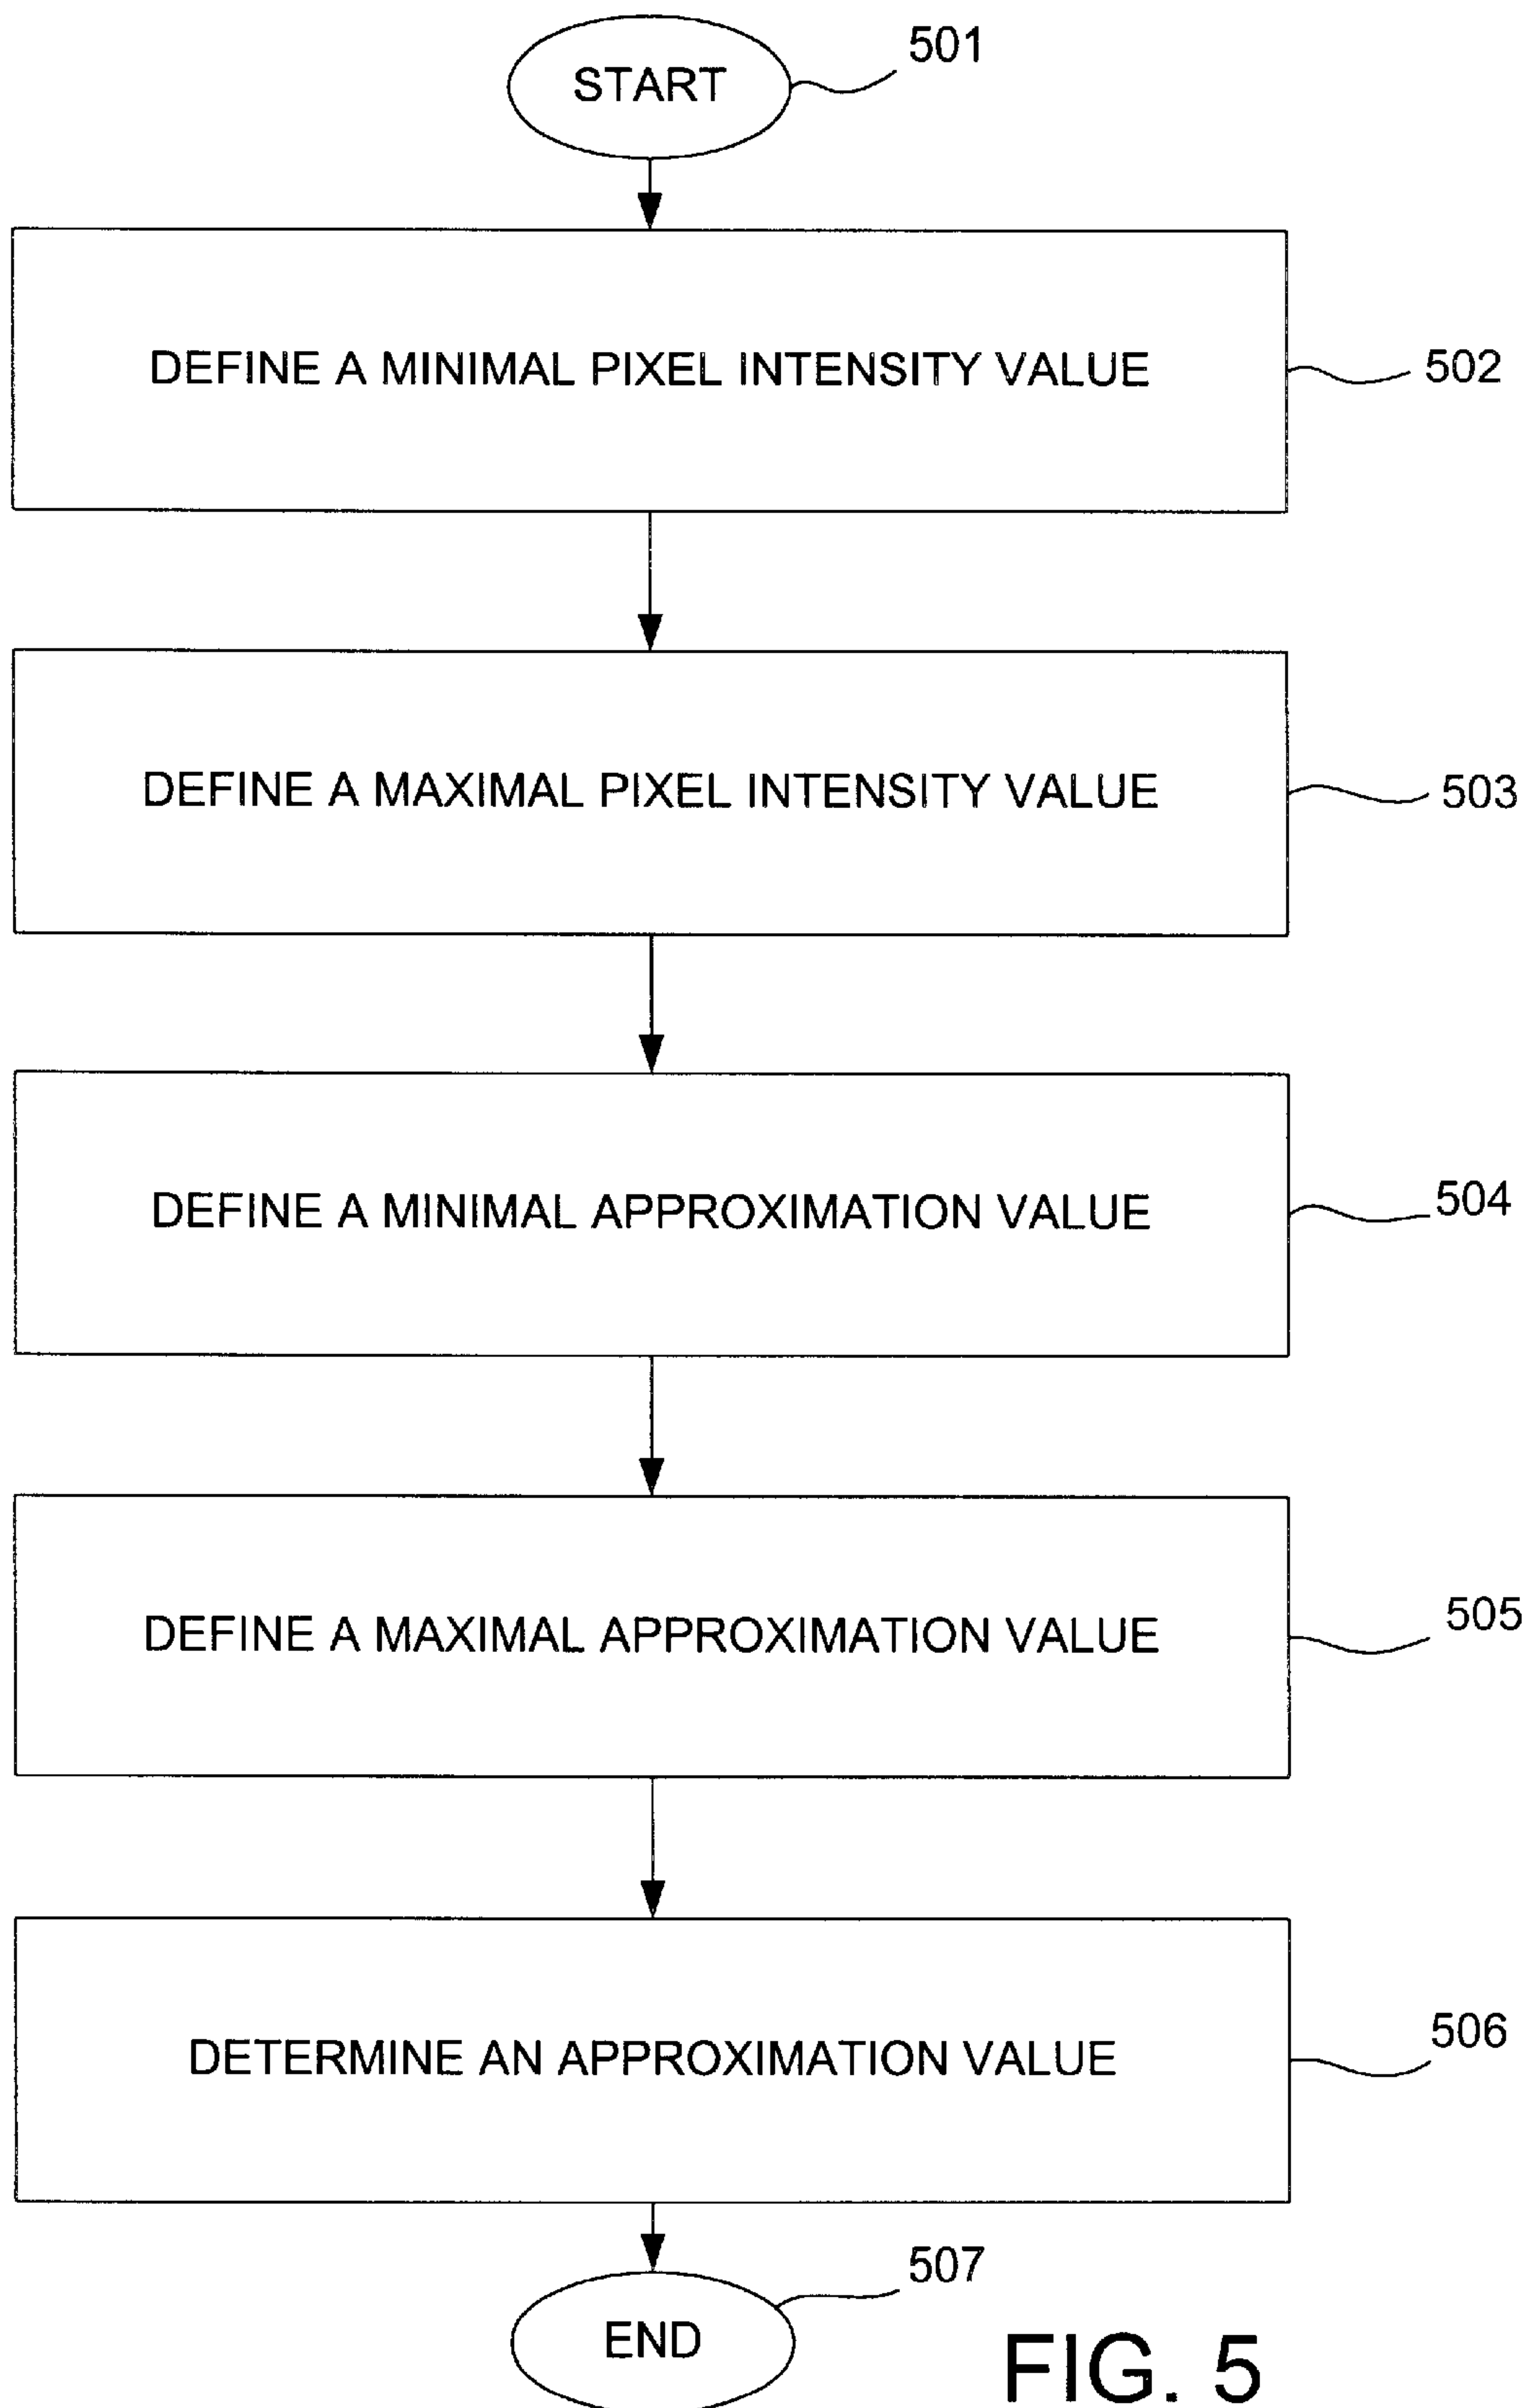 START
501
DEFINE A MINIMAL PIXEL INTENSITY VALUE
502
DEFINE A MAXIMAL PIXEL INTENSITY VALUE
503
DEFINE A MINIMAL APPROXIMATION VALUE
504
DEFINE A MAXIMAL APPROXIMATION VALUE
505
DETERMINE AN APPROXIMATION VALUE
506
507
END
FIG. 5